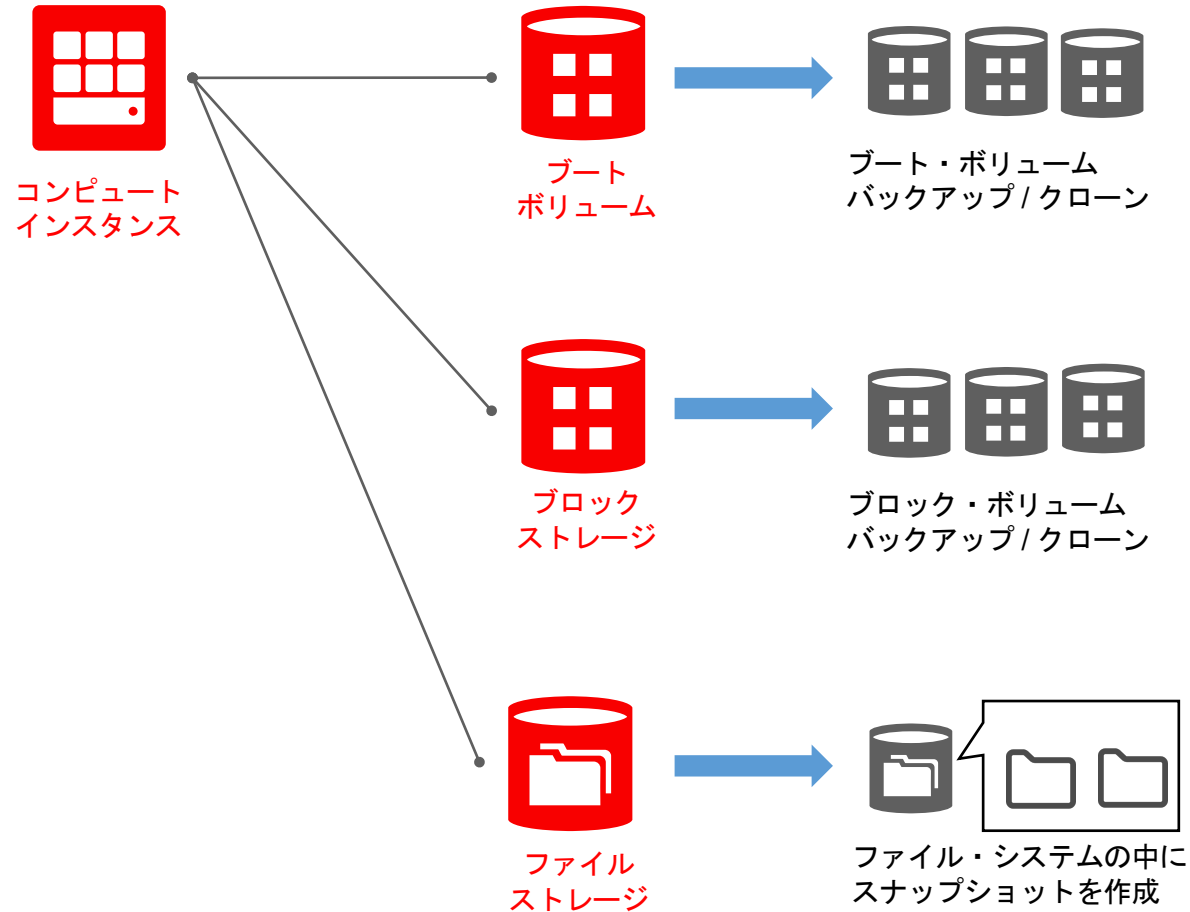 コンピュート
インスタンス
ブート
ボリューム
ブート・ボリューム
バックアップ / クローン
ブロック
ストレージ
ブロック・ボリューム
バックアップ / クローン
ファイル
ストレージ
ファイル・システムの中に
スナップショットを作成